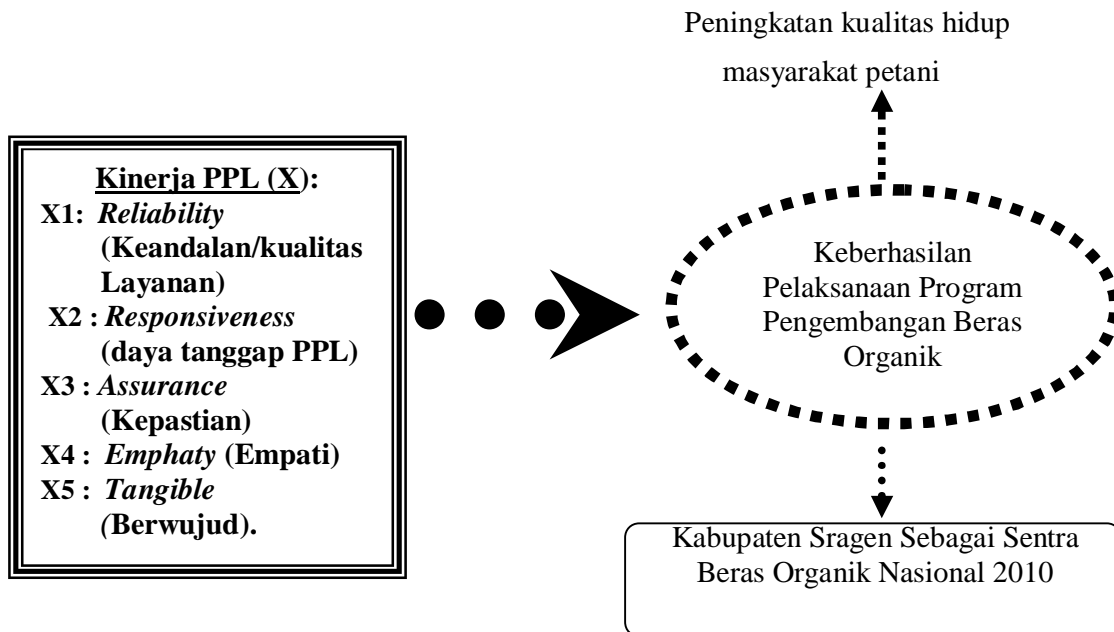 Peningkatan kualitas hidup
masyarakat petani
Kinerja PPL (X):
X1: Reliability
(Keandalan/kualitas
Layanan)
X2 : Responsiveness
(daya tanggap PPL)
X3 : Assurance
(Kepastian)
X4 : Emphaty (Empati)
X5 : Tangible
(Berwujud).
Keberhasilan
Pelaksanaan Program
Pengembangan Beras
Organik
Kabupaten Sragen Sebagai Sentra
Beras Organik Nasional 2010